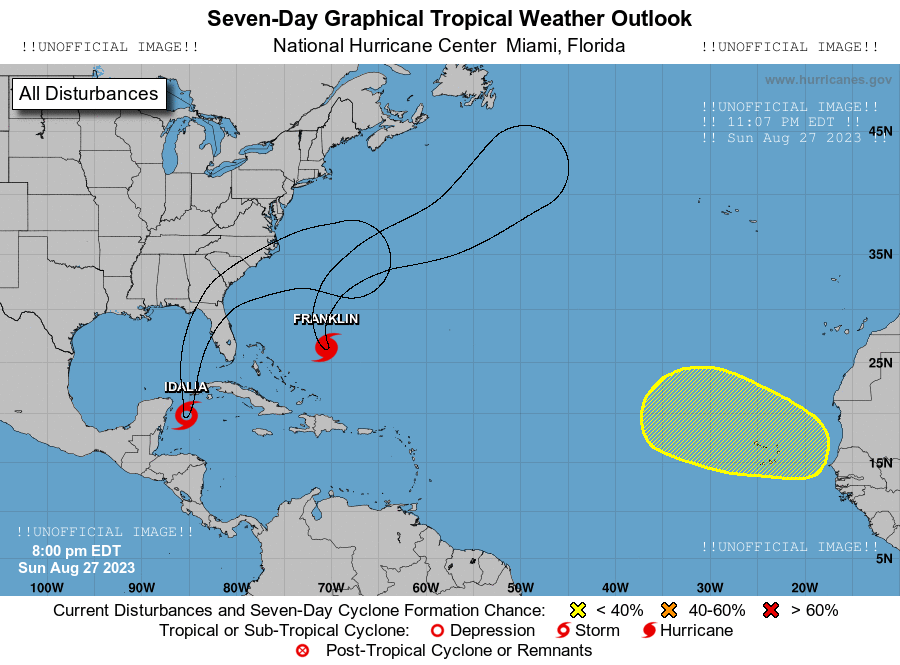 Seven-Day Graphical Tropical Weather Outlook
!!UNOFFICIAL IMAGE!! National Hurricane Center Miami, Florida !!UNOFFICIAL IMAGE!!
All Disturbances
www.hurricanes.gov
!!UNOFFICIAL IMAGE!!
!! 11:07 PM EDT !!
!! Sun Aug 27 2023 !!
45N
35N
FRANKLIN
25N
IDALIA
15N
!!UNOFFICIAL IMAGE!!
!!UNOFFICIAL IMAGE!!
8:00 pm EDT
Sun Aug 27 2023
5N
100W 90W 80W 70W 60W 50W 40W 30W 20W
Current Disturbances and Seven-Day Cyclone Formation Chance: < 40% 40-60% > 60%
Tropical or Sub-Tropical Cyclone: Depression Storm Hurricane
Post-Tropical Cyclone or Remnants